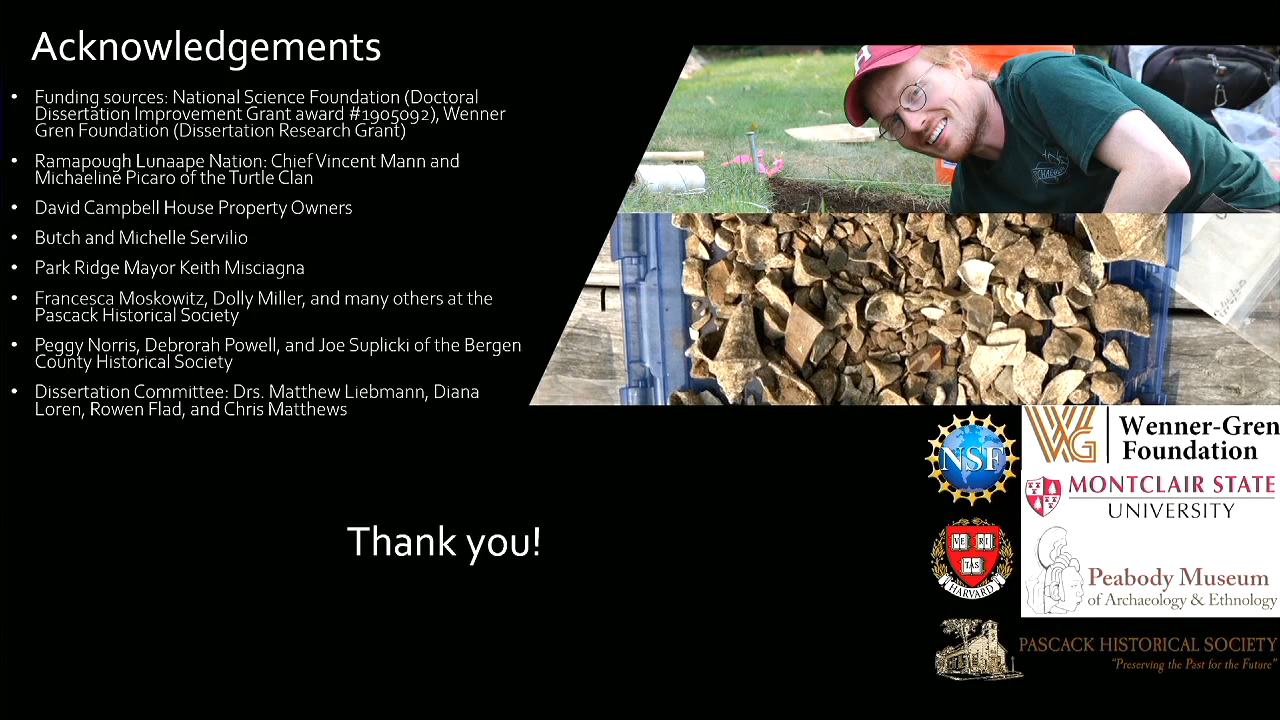 Acknowledgements
• Funding sources: National Science Foundation (Doctoral
Dissertation Improvement Grant award #1905092), Wenner
Gren Foundation (Dissertation Research Grant)
• Ramapough Lunaape Nation: Chief Vincent Mann and
Michaeline Picaro of the Turtle Clan
• David Campbell House Property Owners
• Butch and Michelle Servilio
• Park Ridge Mayor Keith Misciagna
• Francesca Moskowitz, Dolly Miller, and many others at the
Pascack Historical Society
• Peggy Norris, Debrorah Powell, and Joe Suplicki of the Bergen
County Historical Society
• Dissertation Committee: Drs. Matthew Liebmann, Diana
Loren, Rowen Flad, and Chris Matthews
Thank you!
NSF
WG
Wenner-Gren
Foundation
MONTCLAIR STATE
UNIVERSITY
VE RI
TAS
HARVARD
Peabody Museum
of Archaeology & Ethnology
PASCACK HISTORICAL SOCIETY
"Preserving the Past for the Future"